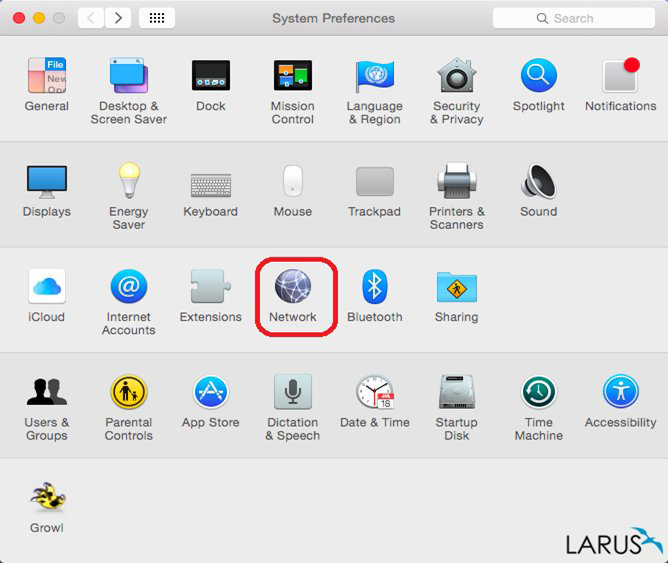 System Preferences
Search
File
New
Ope
General
Desktop &
Screen Saver
Dock
Mission
Control
Language
& Region
Security
& Privacy
Spotlight
Notifications
Displays
Energy
Saver
Keyboard
Mouse
Trackpad
Printers &
Scanners
Sound
iCloud
@
Internet
Accounts
Extensions
Network
Bluetooth
Sharing
Users &
Groups
Parental
Controls
App Store
Dictation
& Speech
JUL
18
Date & Time
Startup
Disk
Time
Machine
Accessibility
Growl
LARUS